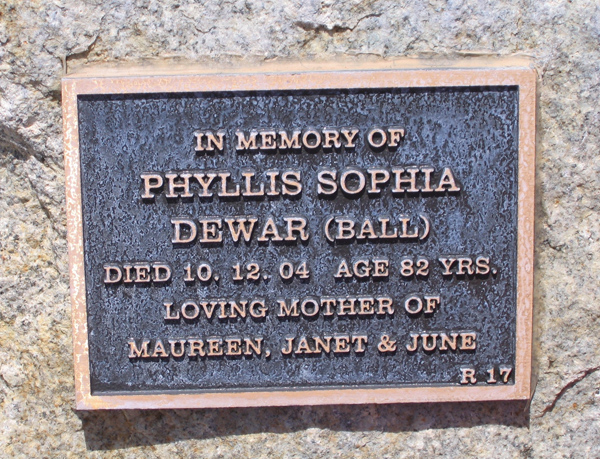 IN MEMORY OF
PHYLLIS SOPHIA
DEWAR (BALL)
DIED 10. 12. 04 AGE 82 YRS.
LOVING MOTHER OF
MAUREEN, JANET & JUNE
R 17